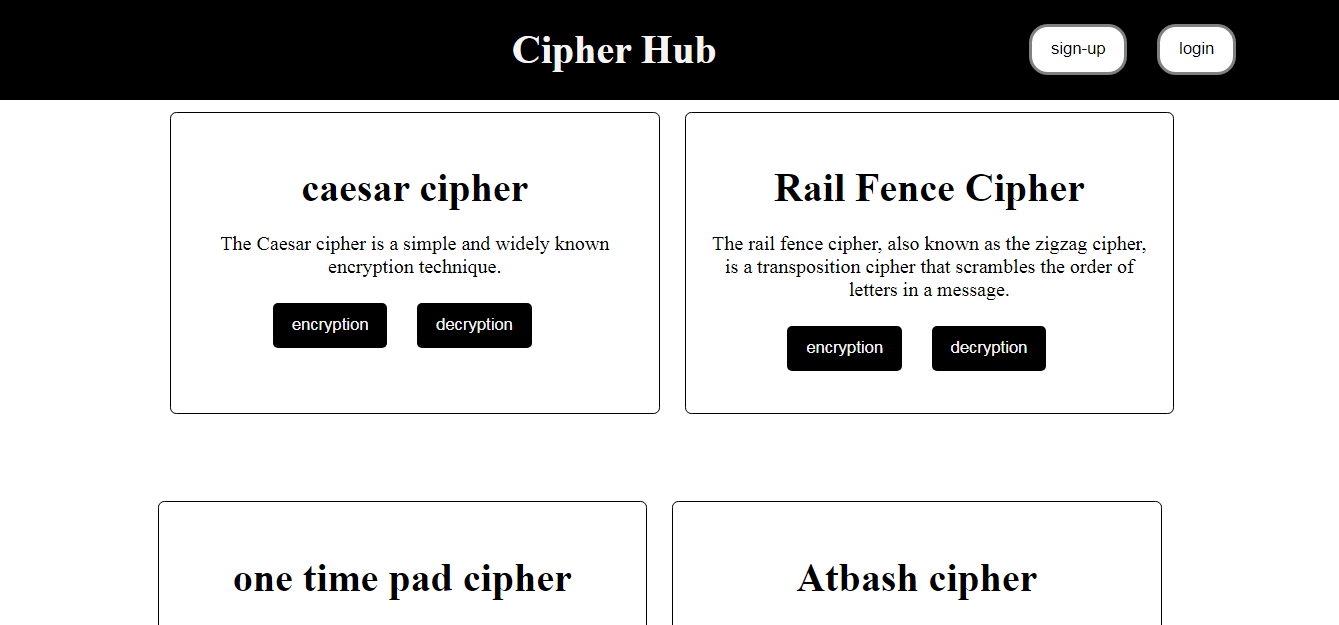 Cipher Hub
sign-up
login
caesar cipher
The Caesar cipher is a simple and widely known
encryption technique.
encryption
decryption
Rail Fence Cipher
The rail fence cipher, also known as the zigzag cipher,
is a transposition cipher that scrambles the order of
letters in a message.
encryption
decryption
one time pad cipher
Atbash cipher